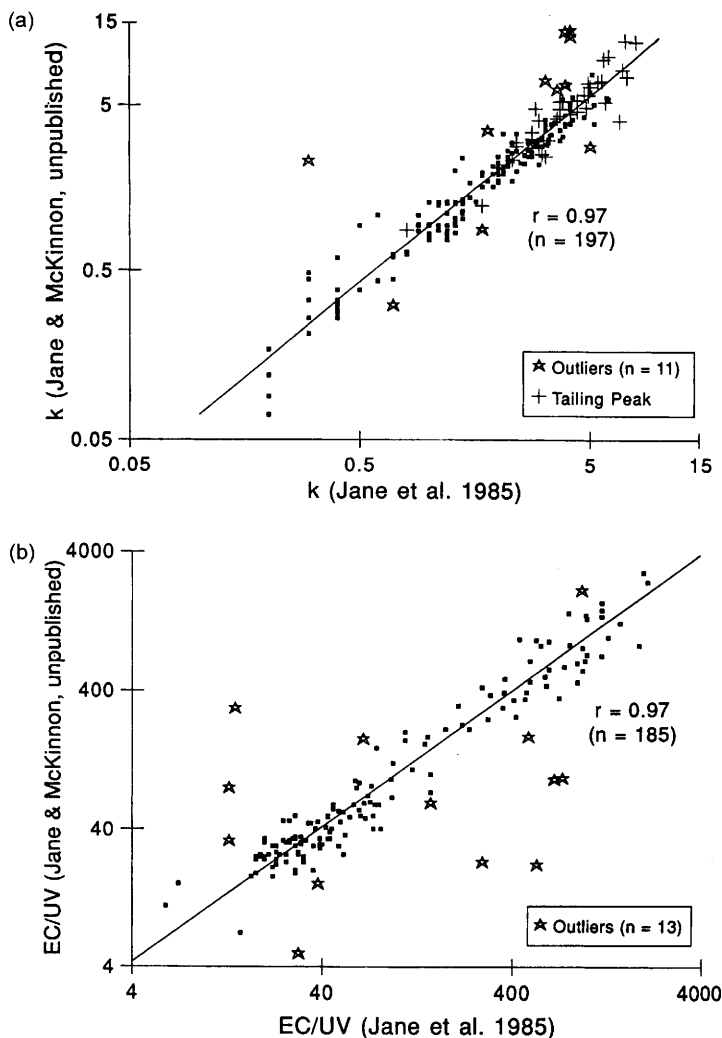 (a)
15
5
0.5
0.05
k (Jane & McKinnon, unpublished)
r = 0.97
(n = 197)
Outliers (n = 11)
Tailing Peak
0.05
0.5
5
15
k (Jane et al. 1985)
(b)
4000
400
40
4
EC/UV (Jane & McKinnon, unpublished)
r = 0.97
(n = 185)
Outliers (n = 13)
4
40
400
4000
EC/UV (Jane et al. 1985)